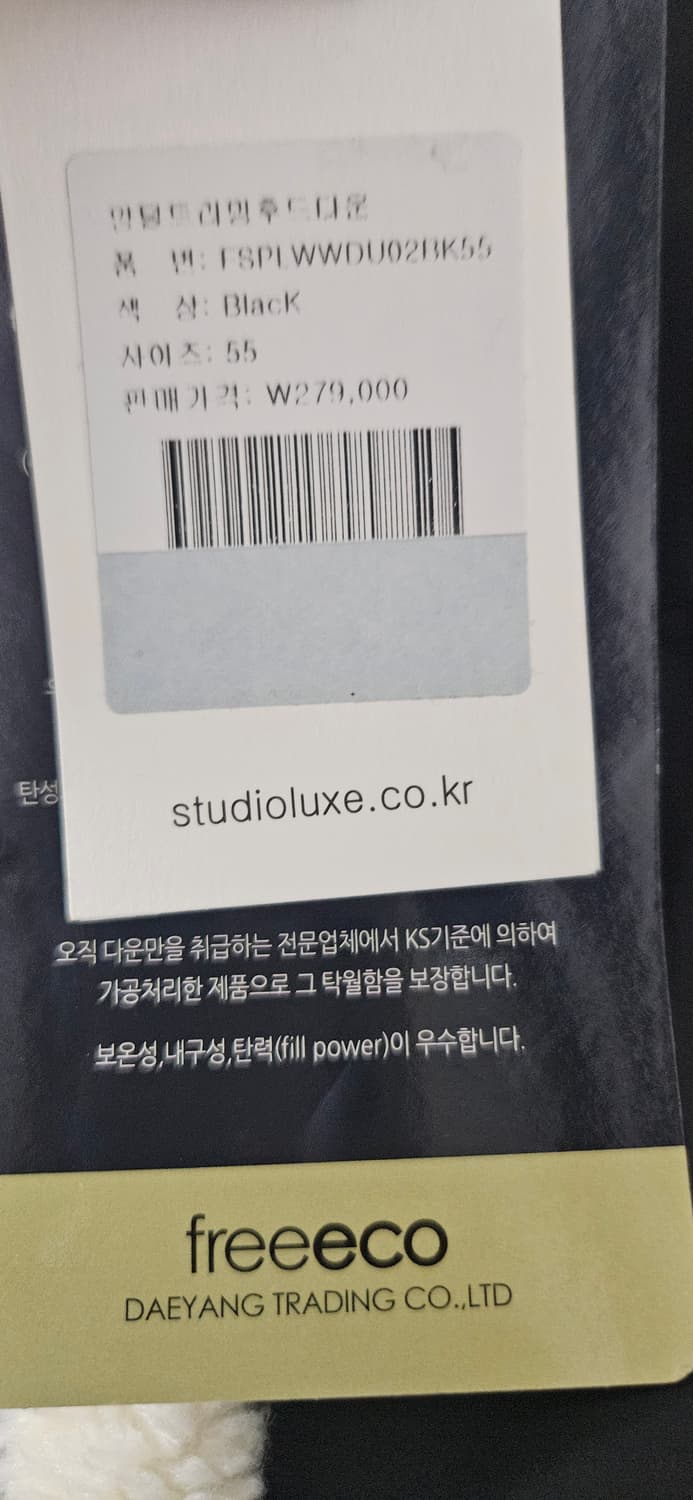 품 번: FSPLWWDU02BK55
색 상: BlacK
사이즈: 55
판매가격: ₩279,000
studioluxe.co.kr
탄성
오직 다운만을 취급하는 전문업체에서 KS기준에 의하여
가공처리한 제품으로 그 탁월함을 보장합니다.
보온성,내구성,탄력(fill power)이 우수합니다.
freeeco
DAEYANG TRADING CO.,LTD